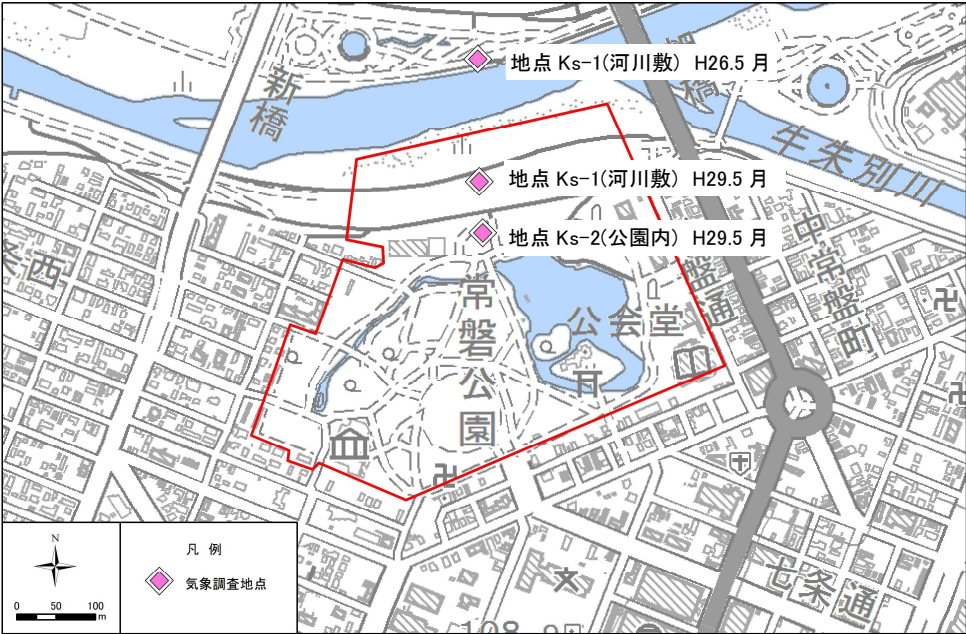 地点 Ks-1(河川敷) H26.5 月
新橋
橋
牛朱別川
地点 Ks-1(河川敷) H29.5 月
地点 Ks-2(公園内) H29.5 月
条西
常磐公園
公会堂
盤通
中常盤町
七条通
N
0 50 100
m
凡 例
気象調査地点